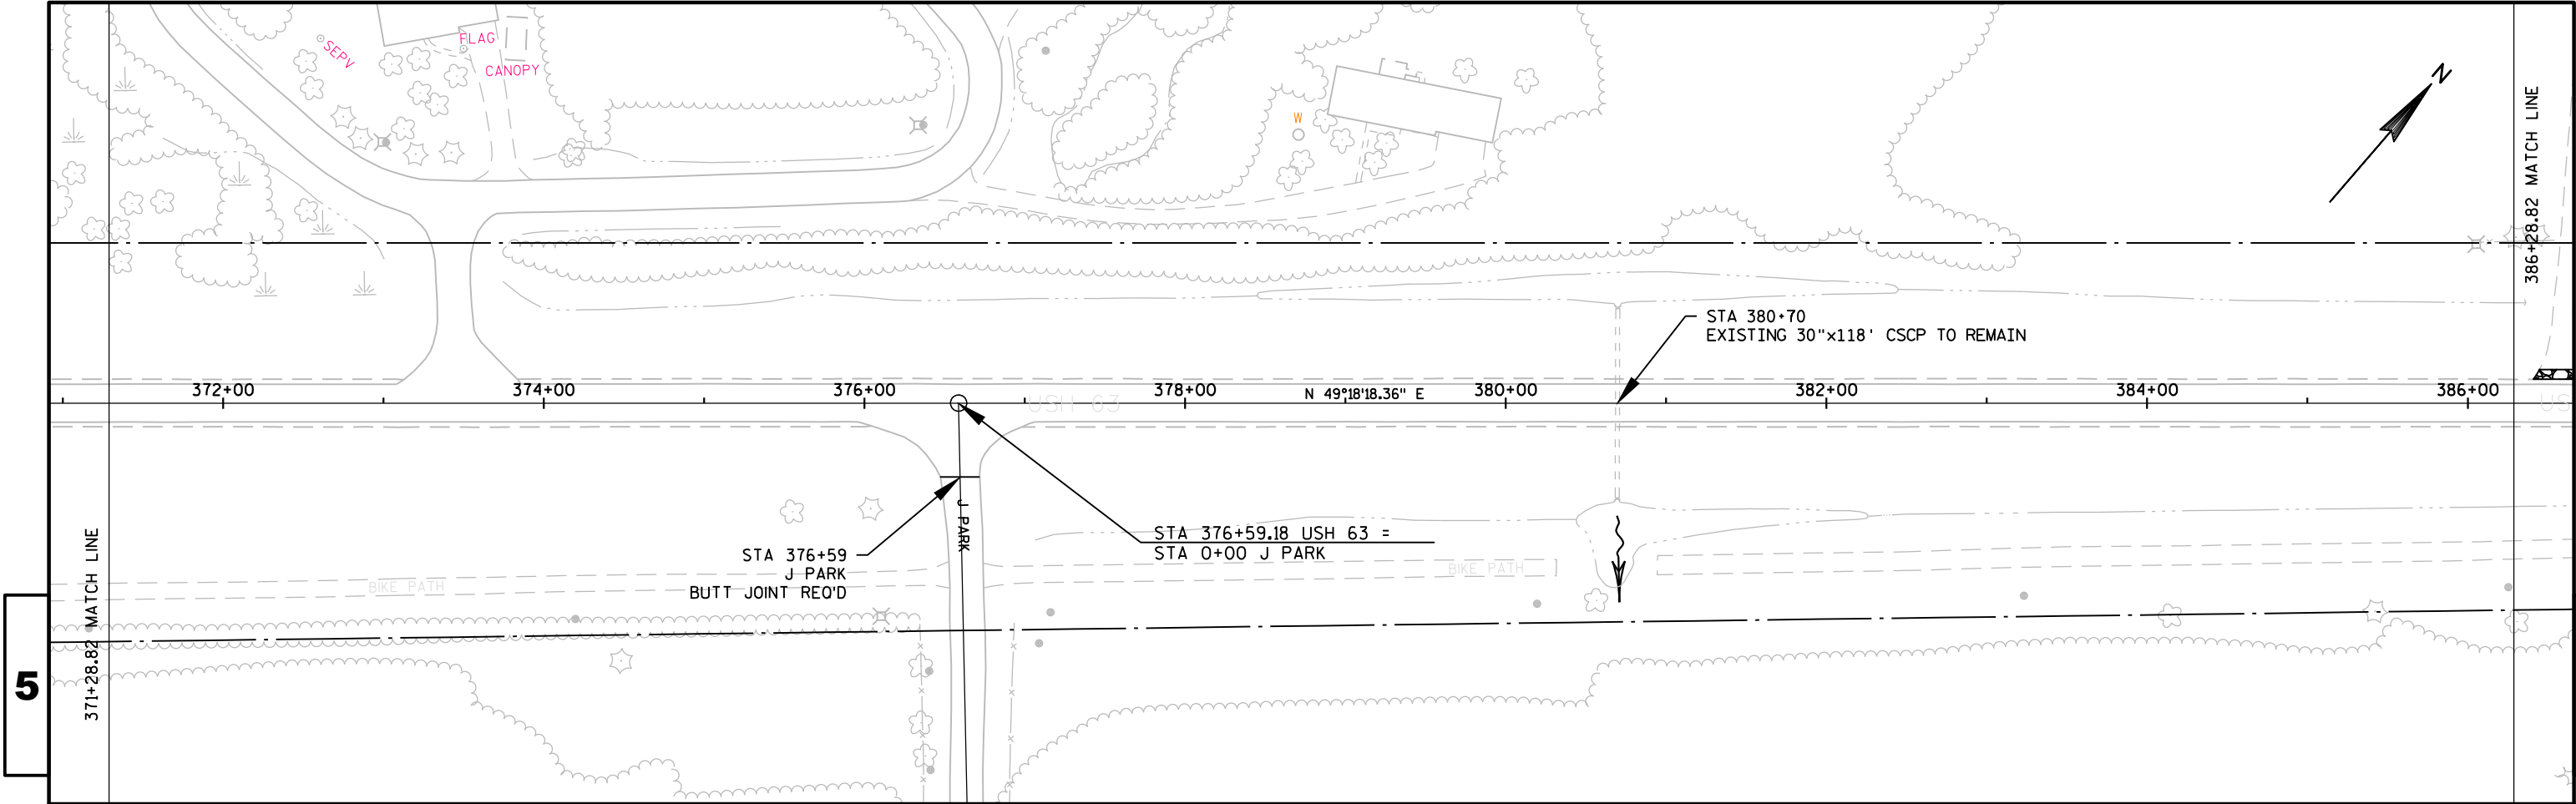 SEPV
FLAG
CANOPY
W
N
386+28.82 MATCH LINE
STA 380+70
EXISTING 30"x118' CSCP TO REMAIN
372+00
374+00
376+00
378+00
N 49°18'18.36" E
380+00
382+00
384+00
386+00
USH 63
US
J PARK
STA 376+59.18 USH 63 =
STA 0+00 J PARK
STA 376+59
J PARK
BUTT JOINT REQ'D
BIKE PATH
BIKE PATH
371+28.82 MATCH LINE
5